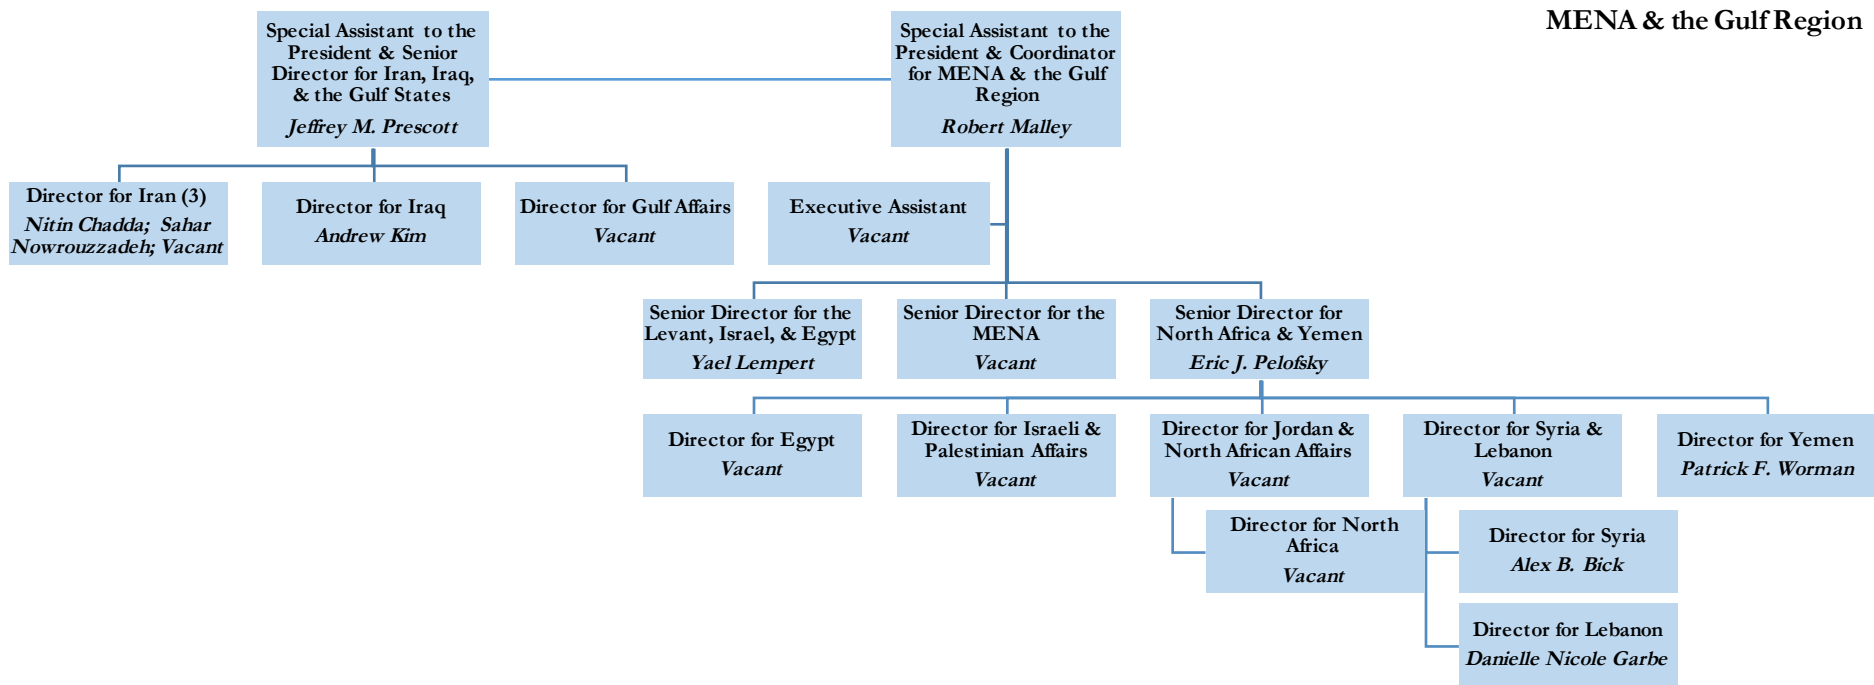 MENA & the Gulf Region
Special Assistant to the
President & Senior
Director for Iran, Iraq,
& the Gulf States
Jeffrey M. Prescott
Special Assistant to the
President & Coordinator
for MENA & the Gulf
Region
Robert Malley
Director for Iran (3)
Nitin Chadda; Sahar
Nowrouzzadeh; Vacant
Director for Iraq
Andrew Kim
Director for Gulf Affairs
Vacant
Executive Assistant
Vacant
Senior Director for the
Levant, Israel, & Egypt
Yael Lempert
Senior Director for the
MENA
Vacant
Senior Director for
North Africa & Yemen
Eric J. Pelofsky
Director for Egypt
Vacant
Director for Israeli &
Palestinian Affairs
Vacant
Director for Jordan &
North African Affairs
Vacant
Director for Syria &
Lebanon
Vacant
Director for Yemen
Patrick F. Worman
Director for North
Africa
Vacant
Director for Syria
Alex B. Bick
Director for Lebanon
Danielle Nicole Garbe